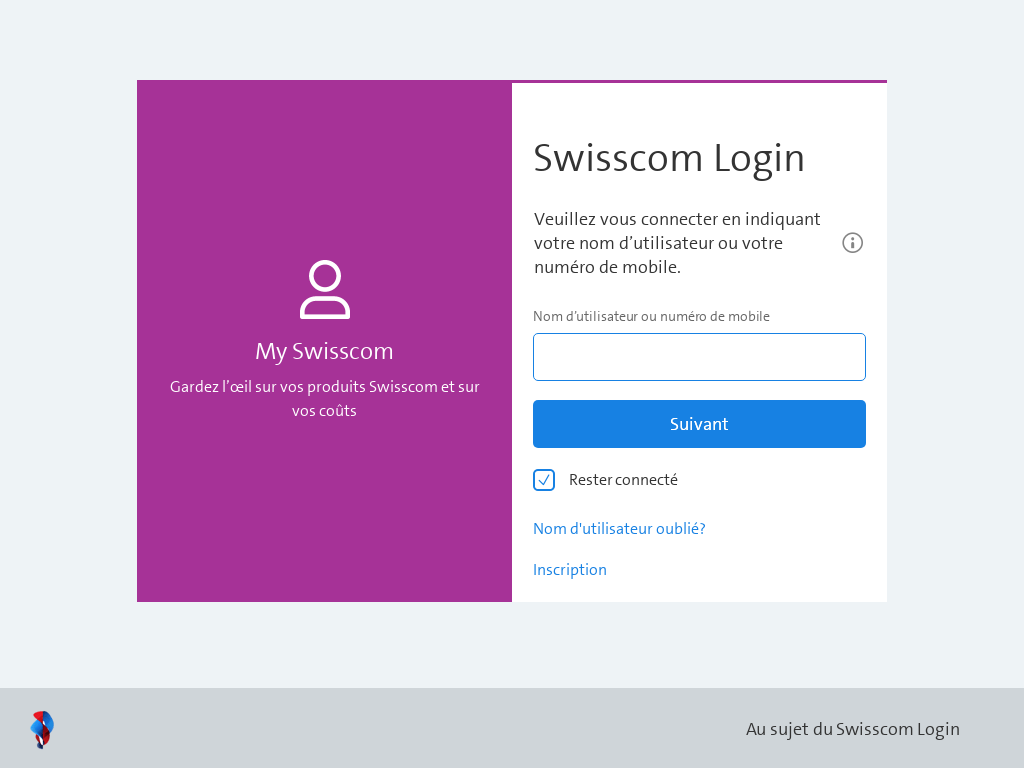 My Swisscom
Gardez l’œil sur vos produits Swisscom et sur
vos coûts
Swisscom Login
Veuillez vous connecter en indiquant
votre nom d’utilisateur ou votre
numéro de mobile.
Nom d’utilisateur ou numéro de mobile
Suivant
Rester connecté
Nom d'utilisateur oublié?
Inscription
Au sujet du Swisscom Login